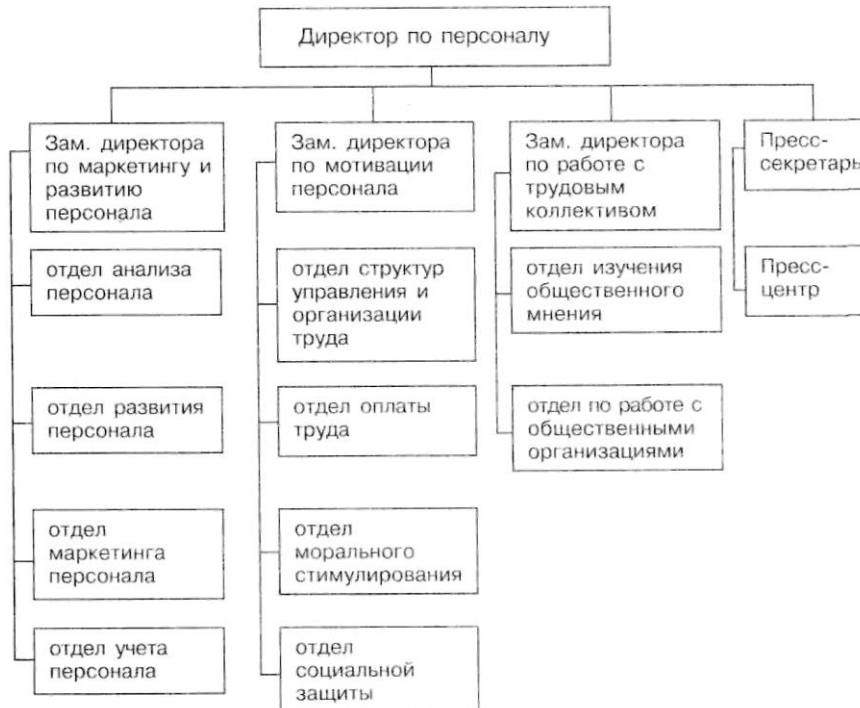 Директор по персоналу
Зам. директора
по маркетингу и
развитию
персонала
отдел анализа
персонала
отдел развития
персонала
отдел
маркетинга
персонала
отдел учета
персонала
Зам. директора
по мотивации
персонала
отдел структур
управления и
организации
труда
отдел оплаты
труда
отдел
морального
стимулирования
отдел
социальной
защиты
Зам. директора
по работе с
трудовым
коллективом
отдел изучения
общественного
мнения
отдел по работе с
общественными
организациями
Пресс-
секретарь
Пресс-
центр